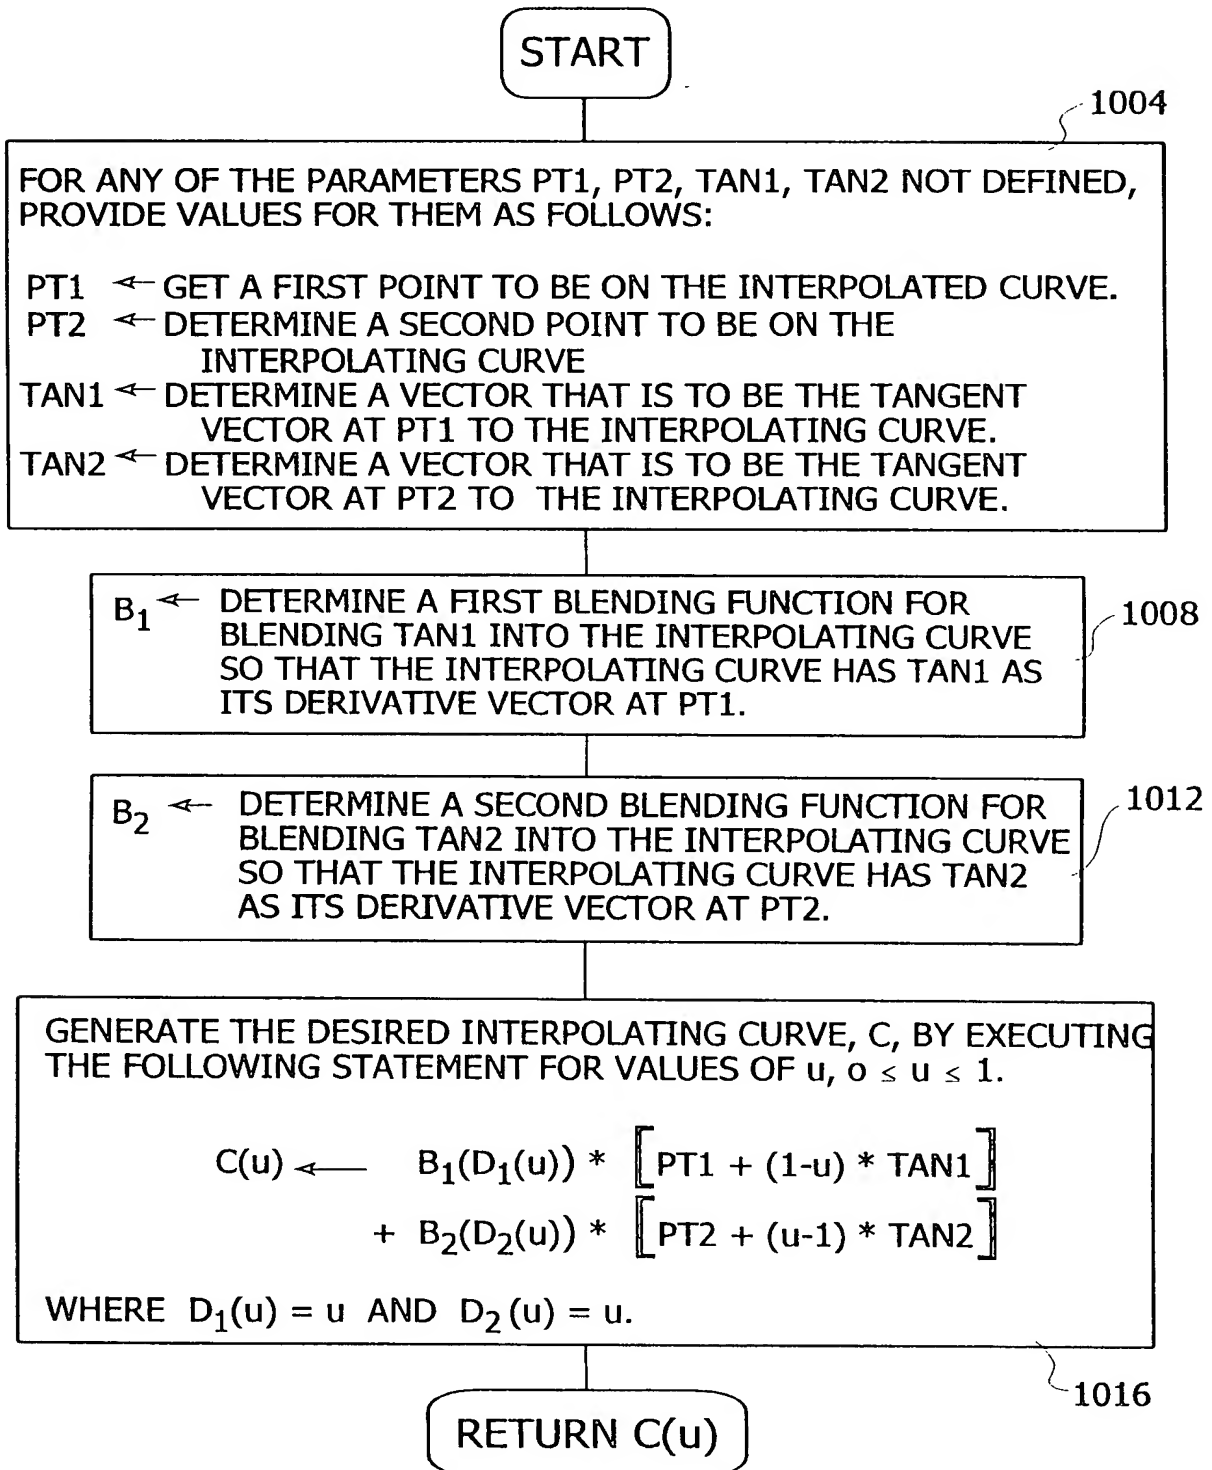 START
1004
FOR ANY OF THE PARAMETERS PT1, PT2, TAN1, TAN2 NOT DEFINED,
PROVIDE VALUES FOR THEM AS FOLLOWS:
PT1 ← GET A FIRST POINT TO BE ON THE INTERPOLATED CURVE.
PT2 ← DETERMINE A SECOND POINT TO BE ON THE
INTERPOLATING CURVE
TAN1 ← DETERMINE A VECTOR THAT IS TO BE THE TANGENT
VECTOR AT PT1 TO THE INTERPOLATING CURVE.
TAN2 ← DETERMINE A VECTOR THAT IS TO BE THE TANGENT
VECTOR AT PT2 TO THE INTERPOLATING CURVE.
B₁ ← DETERMINE A FIRST BLENDING FUNCTION FOR
BLENDING TAN1 INTO THE INTERPOLATING CURVE
SO THAT THE INTERPOLATING CURVE HAS TAN1 AS
ITS DERIVATIVE VECTOR AT PT1.
1008
B₂ ← DETERMINE A SECOND BLENDING FUNCTION FOR
BLENDING TAN2 INTO THE INTERPOLATING CURVE
SO THAT THE INTERPOLATING CURVE HAS TAN2
AS ITS DERIVATIVE VECTOR AT PT2.
1012
GENERATE THE DESIRED INTERPOLATING CURVE, C, BY EXECUTING
THE FOLLOWING STATEMENT FOR VALUES OF u, o ≤ u ≤ 1.
C(u) ← B₁(D₁(u)) * [PT1 + (1-u) * TAN1]
+ B₂(D₂(u)) * [PT2 + (u-1) * TAN2]
WHERE D₁(u) = u AND D₂(u) = u.
1016
RETURN C(u)